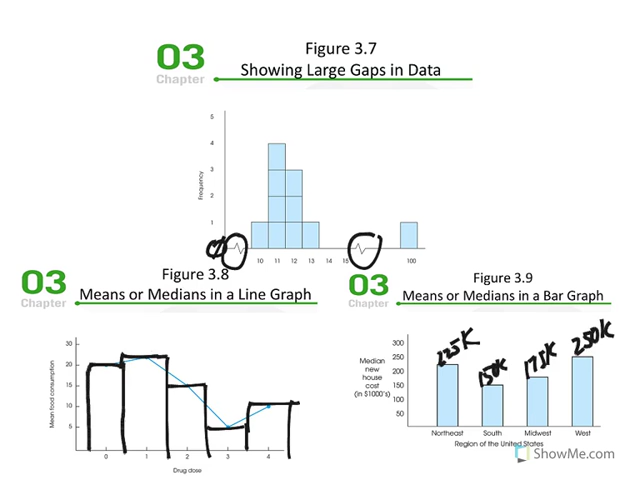 03
Chapter
Figure 3.7
Showing Large Gaps in Data
Frequency
5
4
3
2
1
10 11 12 13 14 15 100
03
Chapter
Figure 3.8
Means or Medians in a Line Graph
Mean food consumption
30
25
20
15
10
5
0 1 2 3 4
Drug dose
03
Chapter
Figure 3.9
Means or Medians in a Bar Graph
Median
new
house
cost
(in $1000's)
300
250
200
150
100
50
225K 150K 175K 250K
Northeast South Midwest West
Region of the United States
ShowMe.com